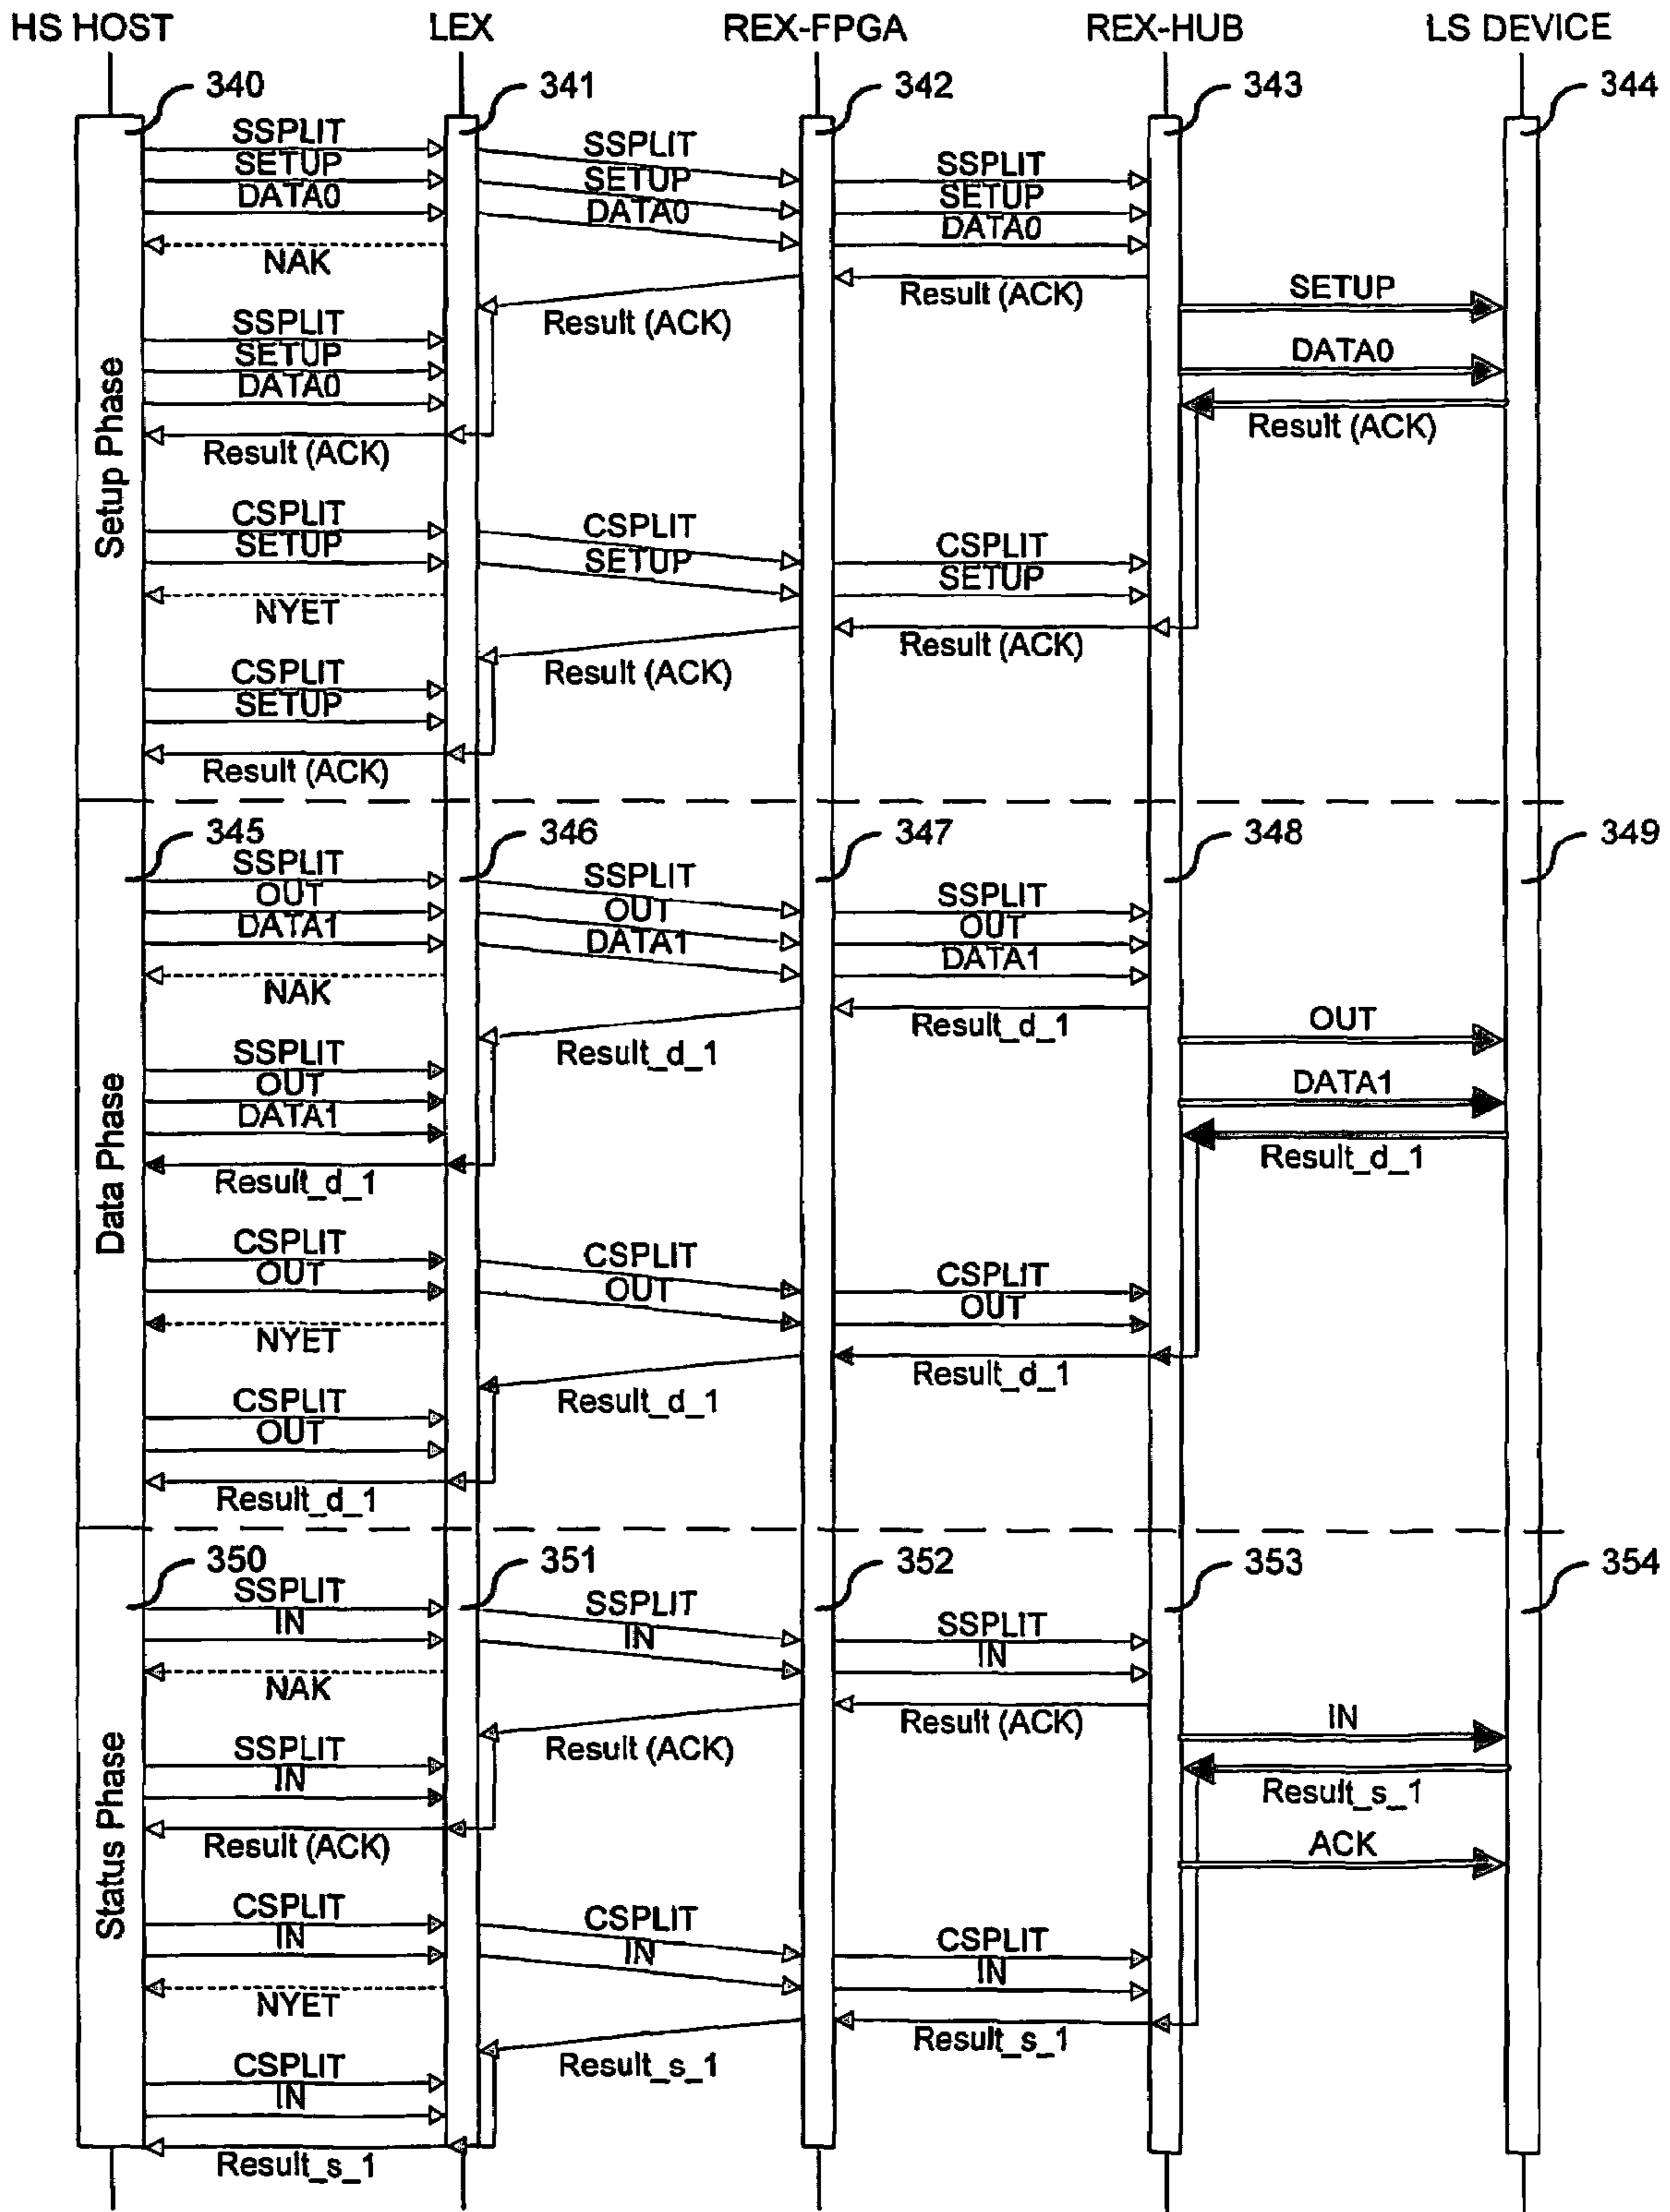 HS HOST LEX REX-FPGA REX-HUB LS DEVICE
340 341 342 343 344
Setup Phase
SSPLIT SSPLIT SSPLIT
SETUP SETUP SETUP
DATA0 DATA0 DATA0
NAK
Result (ACK) Result (ACK) SETUP
SSPLIT
SETUP DATA0
DATA0
Result (ACK) Result (ACK)
CSPLIT CSPLIT CSPLIT
SETUP SETUP SETUP
NYET
Result (ACK) Result (ACK)
CSPLIT
SETUP
Result (ACK)
345 346 347 348 349
Data Phase
SSPLIT SSPLIT SSPLIT
OUT OUT OUT
DATA1 DATA1 DATA1
NAK
Result_d_1 Result_d_1 OUT
SSPLIT
OUT DATA1
DATA1
Result_d_1 Result_d_1
CSPLIT CSPLIT CSPLIT
OUT OUT OUT
NYET
Result_d_1 Result_d_1
CSPLIT
OUT
Result_d_1
350 351 352 353 354
Status Phase
SSPLIT SSPLIT SSPLIT
IN IN IN
NAK
Result (ACK) Result (ACK) IN
SSPLIT
IN Result_s_1
Result (ACK) ACK
CSPLIT CSPLIT CSPLIT
IN IN IN
NYET
Result_s_1 Result_s_1
CSPLIT
IN
Result_s_1